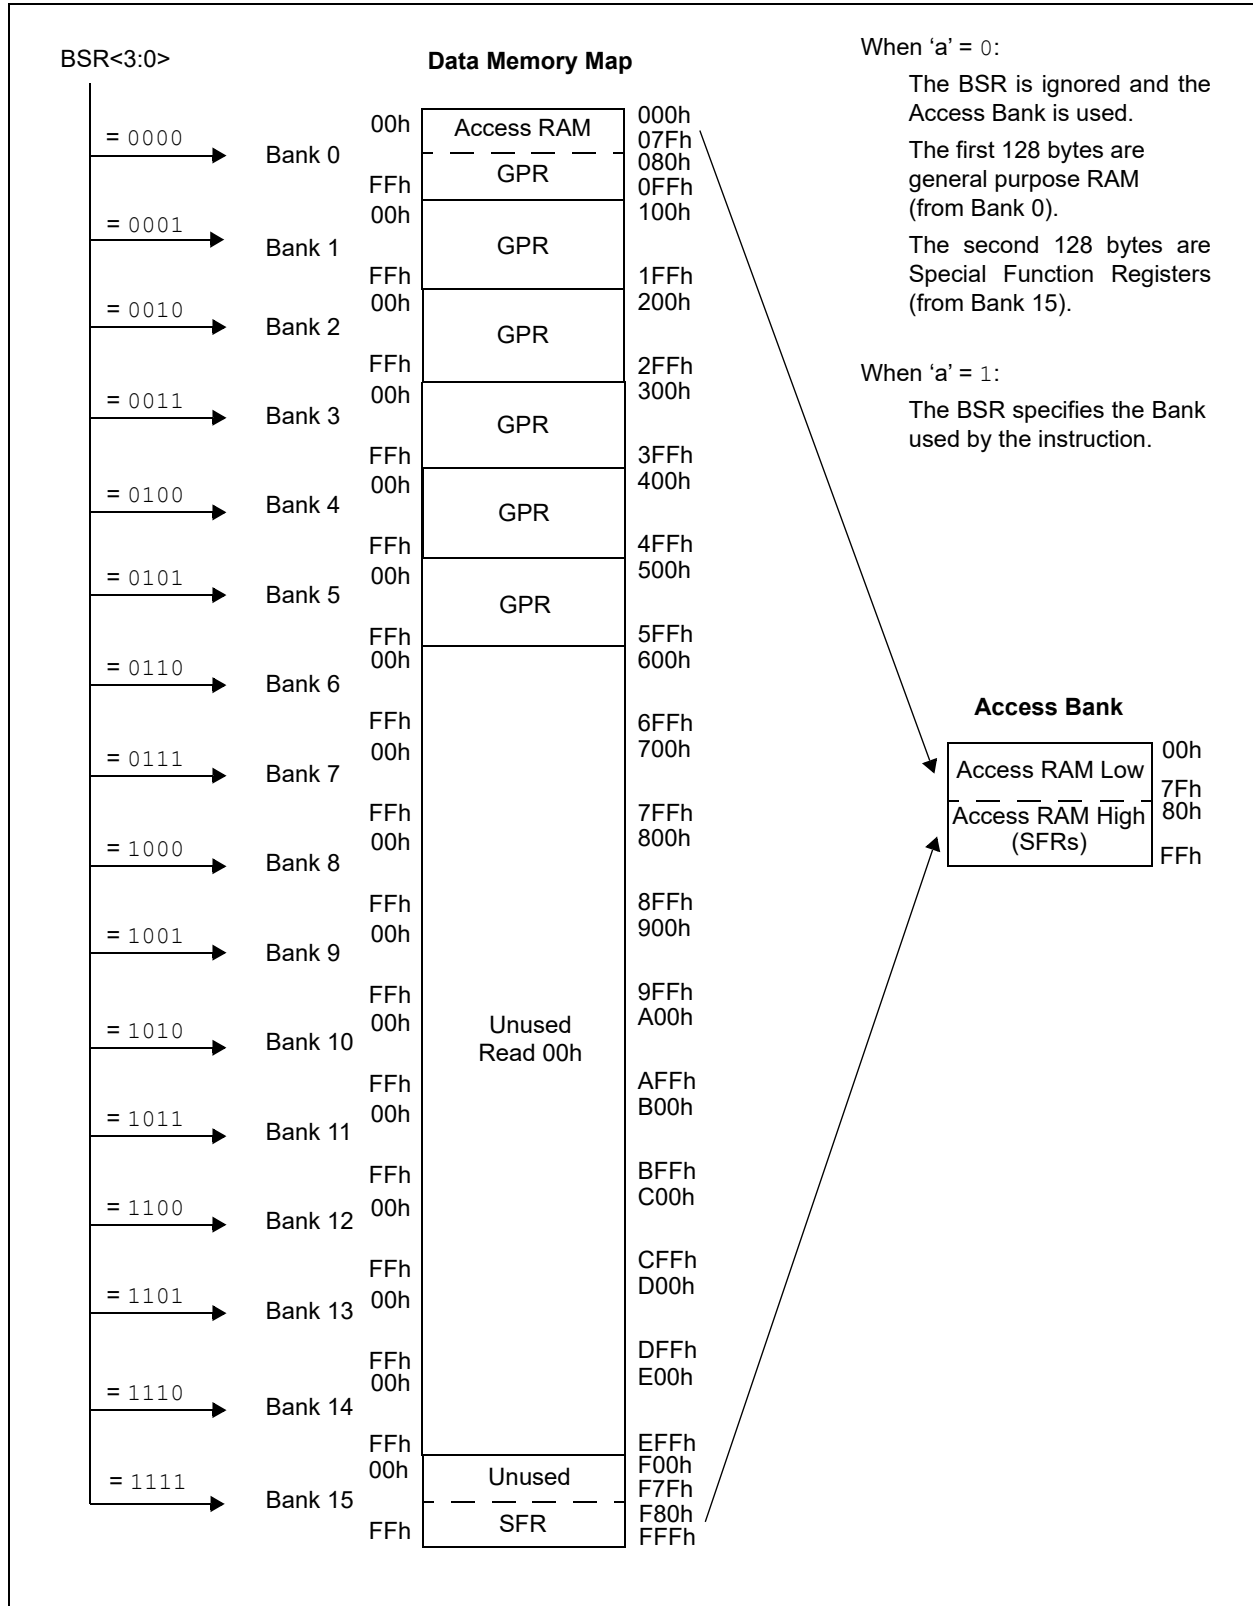 BSR<3:0>
Data Memory Map
When ‘a’ = 0:
The BSR is ignored and the
Access Bank is used.
The first 128 bytes are
general purpose RAM
(from Bank 0).
The second 128 bytes are
Special Function Registers
(from Bank 15).
When ‘a’ = 1:
The BSR specifies the Bank
used by the instruction.
= 0000
Bank 0
00h
Access RAM
000h
07Fh
080h
GPR
FFh
0FFh
= 0001
Bank 1
00h
GPR
100h
FFh
1FFh
= 0010
Bank 2
00h
GPR
200h
FFh
2FFh
= 0011
Bank 3
00h
GPR
300h
FFh
3FFh
= 0100
Bank 4
00h
GPR
400h
FFh
4FFh
= 0101
Bank 5
00h
GPR
500h
FFh
5FFh
= 0110
Bank 6
00h
600h
FFh
6FFh
= 0111
Bank 7
00h
700h
FFh
7FFh
= 1000
Bank 8
00h
800h
FFh
8FFh
= 1001
Bank 9
00h
900h
FFh
9FFh
= 1010
Bank 10
00h
Unused
Read 00h
A00h
FFh
AFFh
= 1011
Bank 11
00h
B00h
FFh
BFFh
= 1100
Bank 12
00h
C00h
FFh
CFFh
= 1101
Bank 13
00h
D00h
FFh
DFFh
= 1110
Bank 14
00h
E00h
FFh
EFFh
= 1111
Bank 15
00h
Unused
F00h
F7Fh
F80h
SFR
FFh
FFFh
Access Bank
Access RAM Low
00h
7Fh
Access RAM High
(SFRs)
80h
FFh